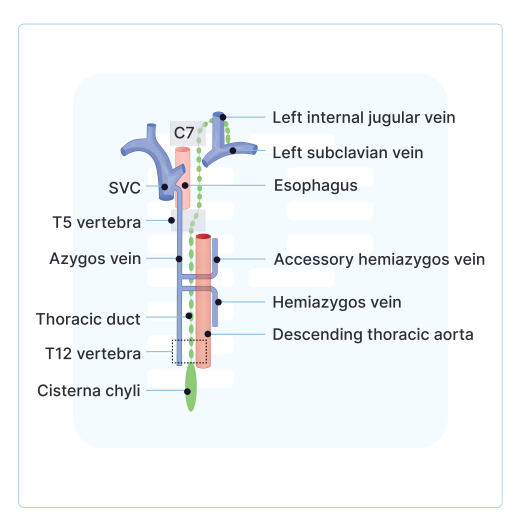 Left internal jugular vein
C7
Left subclavian vein
SVC
Esophagus
T5 vertebra
Azygos vein
Accessory hemiazygos vein
Hemiazygos vein
Thoracic duct
Descending thoracic aorta
T12 vertebra
Cisterna chyli